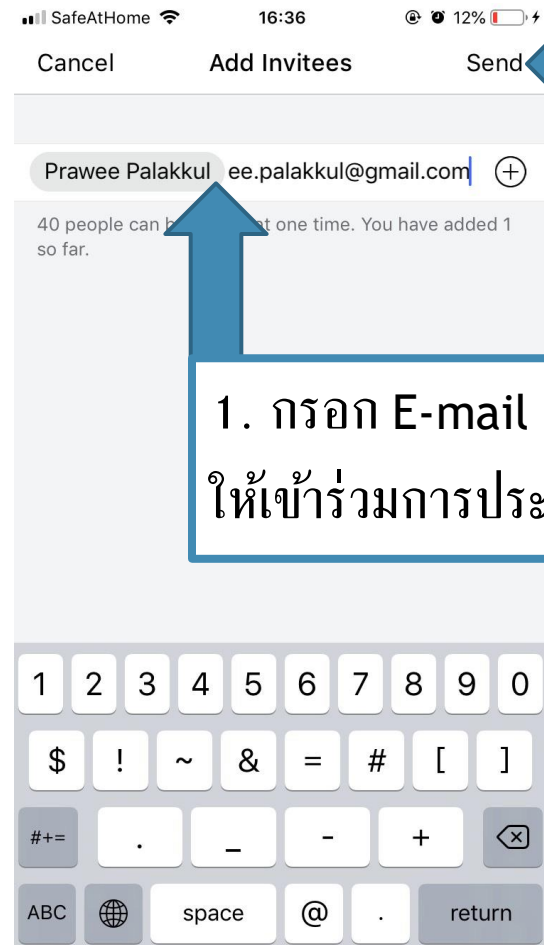 SafeAtHome 16:36 12%
Cancel Add Invitees Send
Prawee Palakkul ee.palakkul@gmail.com
40 people can at one time. You have added 1
so far.
1. กรอก E-mail
ให้เข้าร่วมการประ
1 2 3 4 5 6 7 8 9 0
$ ! ~ & = # [ ]
#+= . _ - +
ABC space @ . return